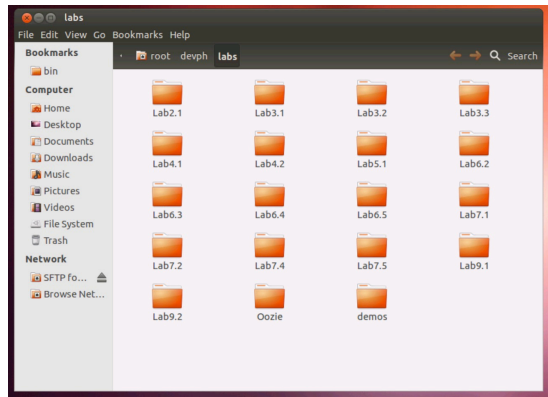 labs
File Edit View Go Bookmarks Help
Bookmarks
bin
Computer
Home
Desktop
Documents
Downloads
Music
Pictures
Videos
File System
Trash
Network
SFTP fo...
Browse Net...
root devph labs
Search
Lab2.1 Lab3.1 Lab3.2 Lab3.3
Lab4.1 Lab4.2 Lab5.1 Lab6.2
Lab6.3 Lab6.4 Lab6.5 Lab7.1
Lab7.2 Lab7.4 Lab7.5 Lab9.1
Lab9.2 Oozie demos